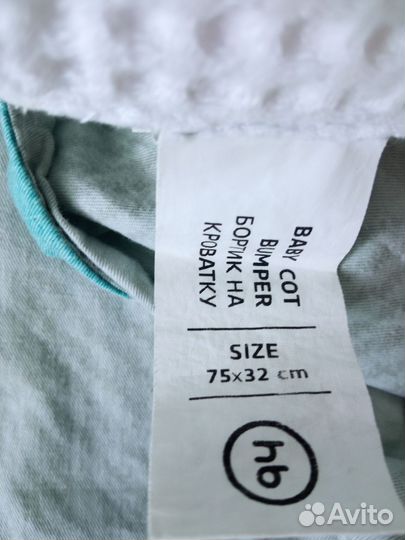 BABY COT
BUMPER
БОРТИК НА
КРОВАТКУ
SIZE
75x32 cm
hb
Avito